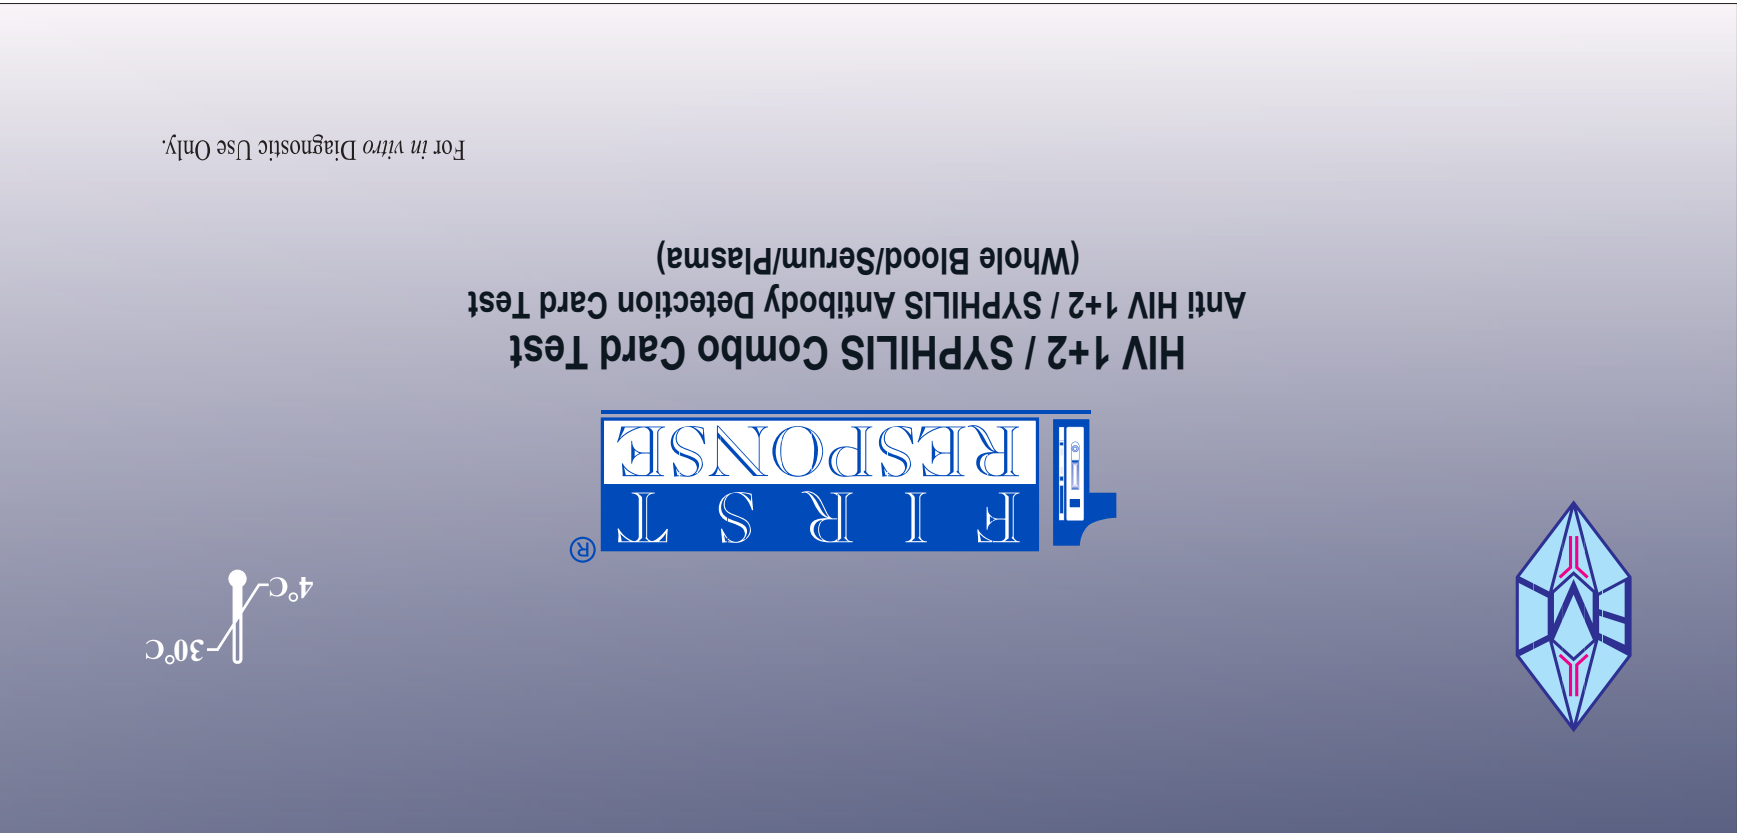 4°C
30°C
FIRST
RESPONSE
®
HIV 1+2 / SYPHILIS Combo Card Test
Anti HIV 1+2 / SYPHILIS Antibody Detection Card Test
(Whole Blood/Serum/Plasma)
For in vitro Diagnostic Use Only.